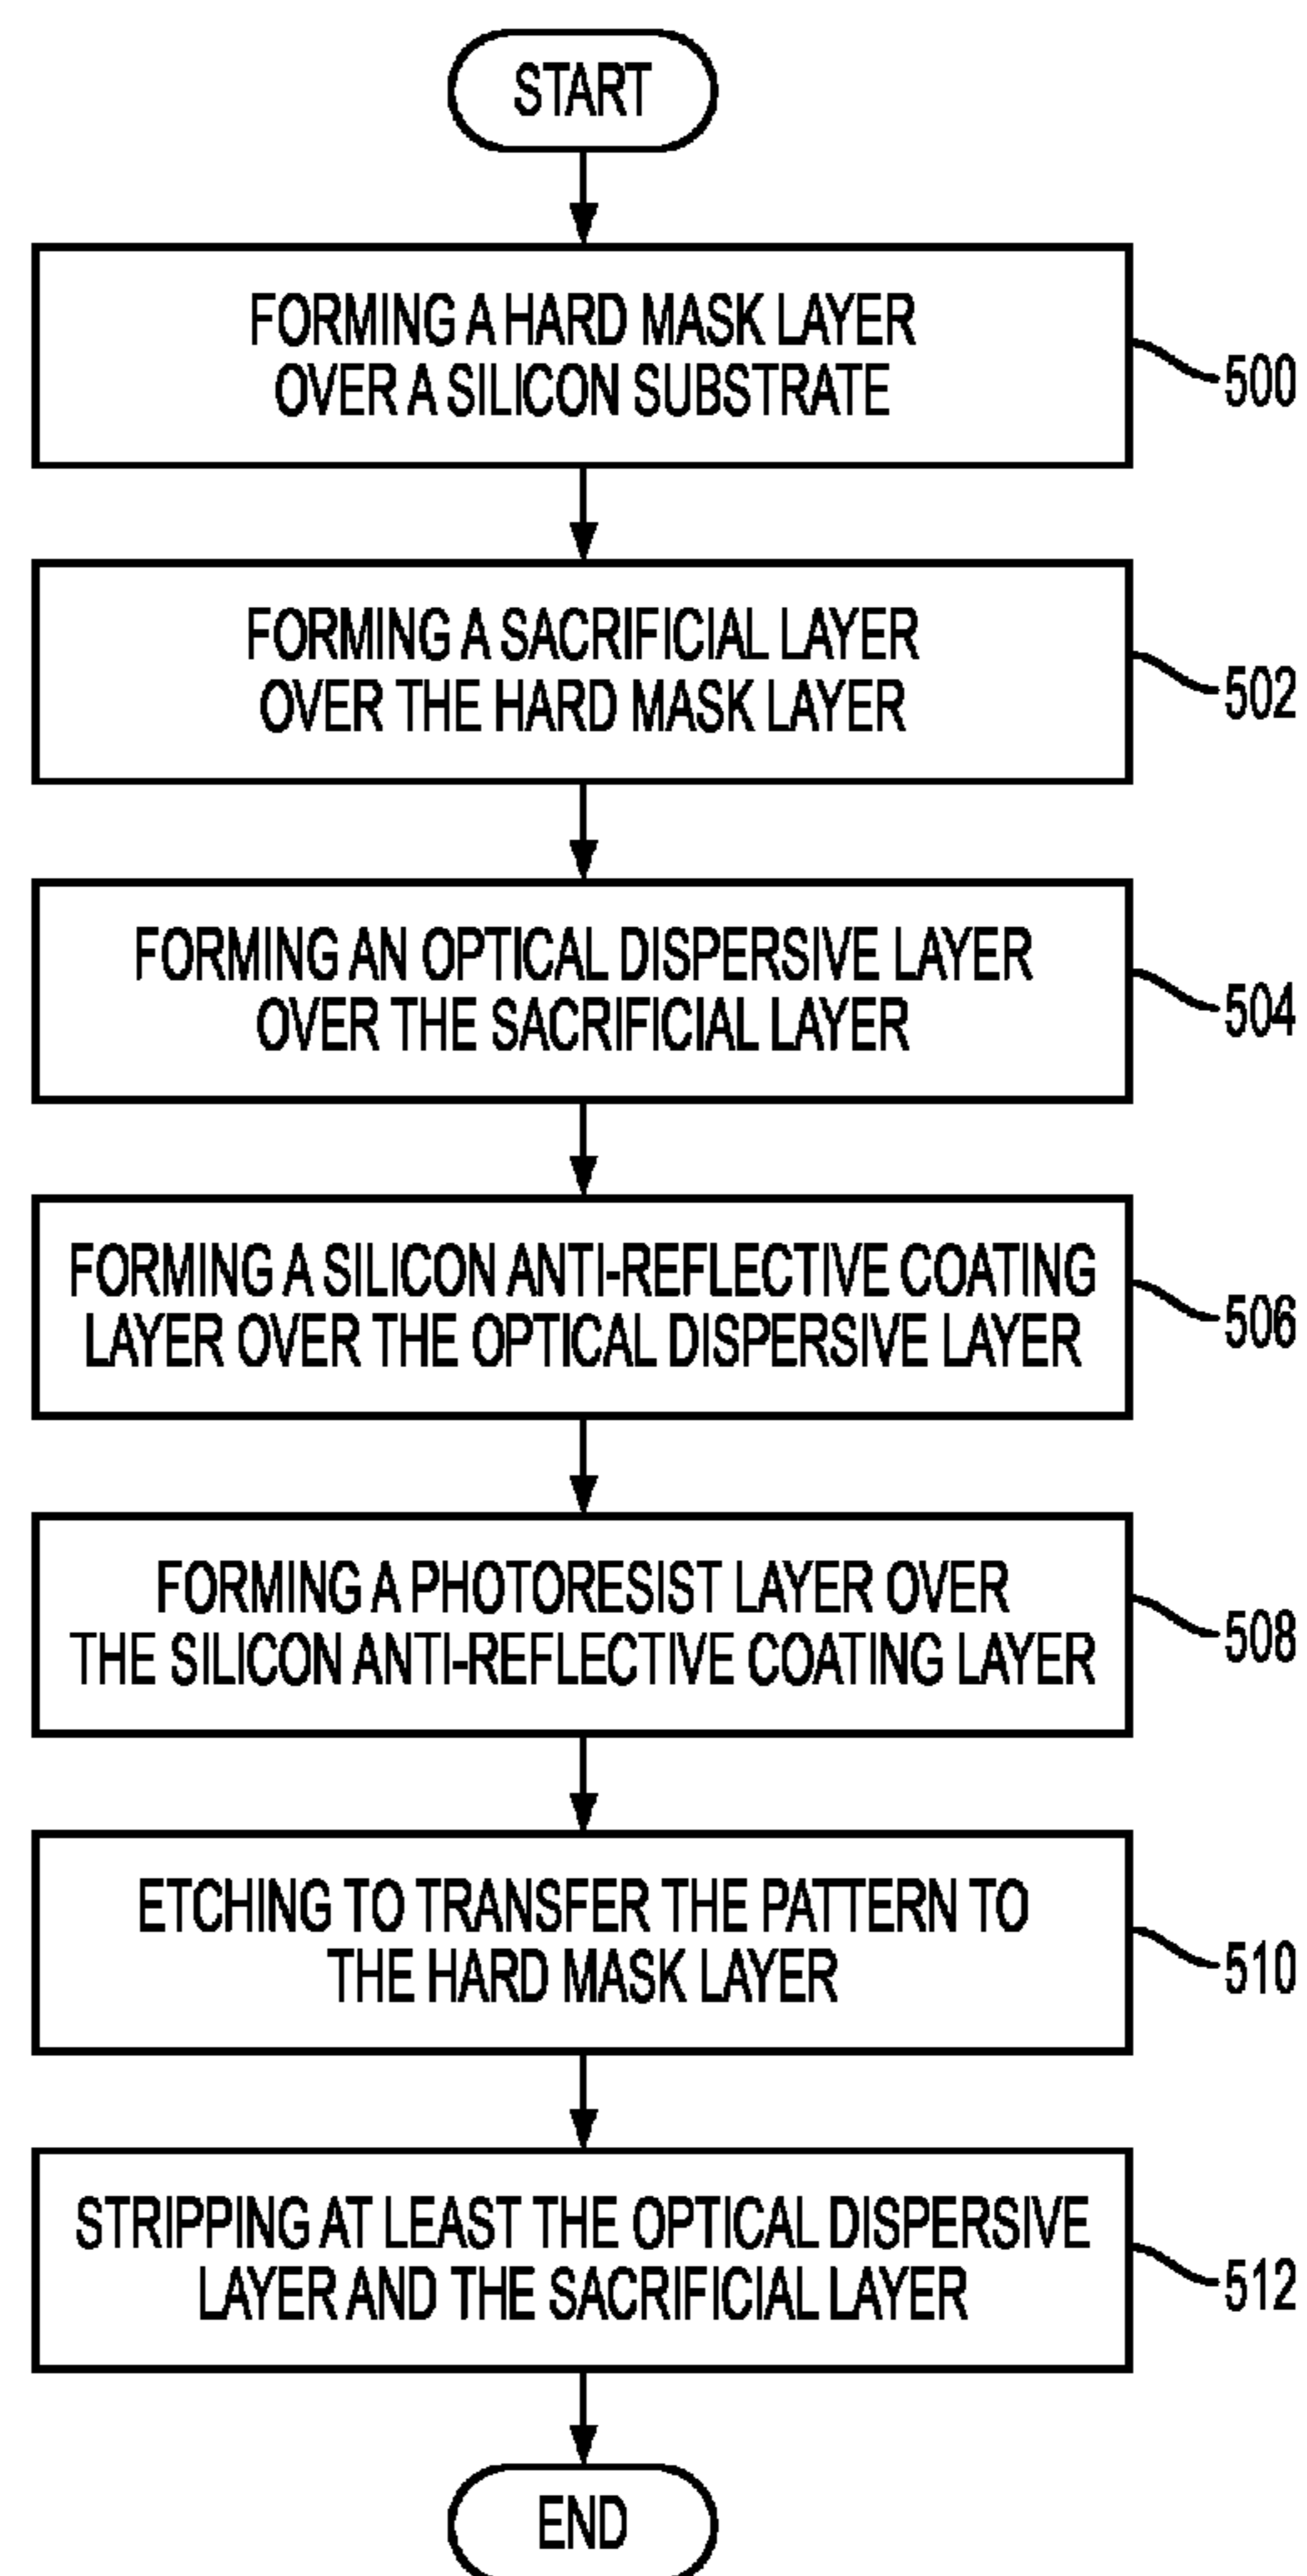 START
FORMING A HARD MASK LAYER
OVER A SILICON SUBSTRATE
500
FORMING A SACRIFICIAL LAYER
OVER THE HARD MASK LAYER
502
FORMING AN OPTICAL DISPERSIVE LAYER
OVER THE SACRIFICIAL LAYER
504
FORMING A SILICON ANTI-REFLECTIVE COATING
LAYER OVER THE OPTICAL DISPERSIVE LAYER
506
FORMING A PHOTORESIST LAYER OVER
THE SILICON ANTI-REFLECTIVE COATING LAYER
508
ETCHING TO TRANSFER THE PATTERN TO
THE HARD MASK LAYER
510
STRIPPING AT LEAST THE OPTICAL DISPERSIVE
LAYER AND THE SACRIFICIAL LAYER
512
END